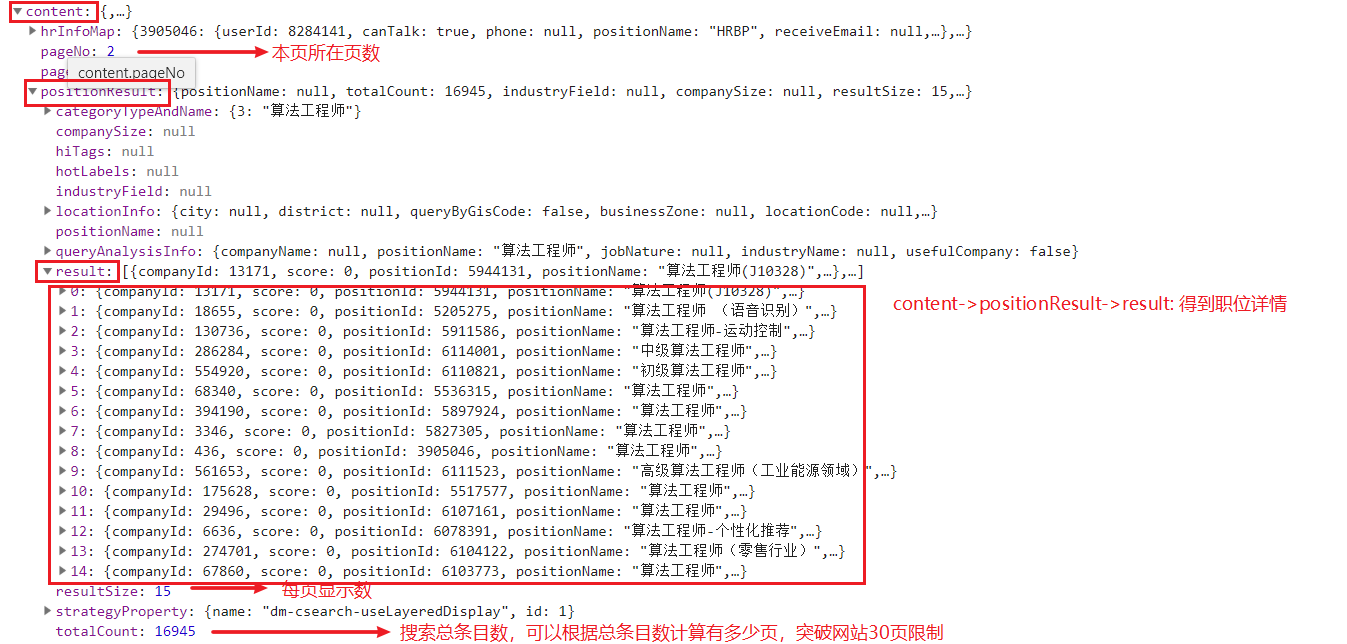 content: {,…}
hrInfoMap: {3905046: {userId: 8284141, canTalk: true, phone: null, positionName: "HRBP", receiveEmail: null,…},…}
pageNo: 2 本页所在页数
page
content.pageNo
positionResult: {positionName: null, totalCount: 16945, industryField: null, companySize: null, resultSize: 15,…}
categoryTypeAndName: {3: "算法工程师"}
companySize: null
hiTags: null
hotLabels: null
industryField: null
locationInfo: {city: null, district: null, queryByGisCode: false, businessZone: null, locationCode: null,…}
positionName: null
queryAnalysisInfo: {companyName: null, positionName: "算法工程师", jobNature: null, industryName: null, usefulCompany: false}
result: [{companyId: 13171, score: 0, positionId: 5944131, positionName: "算法工程师(J10328)",…},…]
0: {companyId: 13171, score: 0, positionId: 5944131, positionName: "算法工程师(J10328)",…}
content->positionResult->result: 得到职位详情
1: {companyId: 18655, score: 0, positionId: 5205275, positionName: "算法工程师 （语音识别）",…}
2: {companyId: 130736, score: 0, positionId: 5911586, positionName: "算法工程师-运动控制",…}
3: {companyId: 286284, score: 0, positionId: 6114001, positionName: "中级算法工程师",…}
4: {companyId: 554920, score: 0, positionId: 6110821, positionName: "初级算法工程师",…}
5: {companyId: 68340, score: 0, positionId: 5536315, positionName: "算法工程师",…}
6: {companyId: 394190, score: 0, positionId: 5897924, positionName: "算法工程师",…}
7: {companyId: 3346, score: 0, positionId: 5827305, positionName: "算法工程师",…}
8: {companyId: 436, score: 0, positionId: 3905046, positionName: "算法工程师",…}
9: {companyId: 561653, score: 0, positionId: 6111523, positionName: "高级算法工程师（工业能源领域）",…}
10: {companyId: 175628, score: 0, positionId: 5517577, positionName: "算法工程师",…}
11: {companyId: 29496, score: 0, positionId: 6107161, positionName: "算法工程师",…}
12: {companyId: 6636, score: 0, positionId: 6078391, positionName: "算法工程师-个性化推荐",…}
13: {companyId: 274701, score: 0, positionId: 6104122, positionName: "算法工程师（零售行业）",…}
14: {companyId: 67860, score: 0, positionId: 6103773, positionName: "算法工程师",…}
resultSize: 15 每页显示数
strategyProperty: {name: "dm-csearch-useLayeredDisplay", id: 1}
totalCount: 16945 搜索总条目数，可以根据总条目数计算有多少页，突破网站30页限制